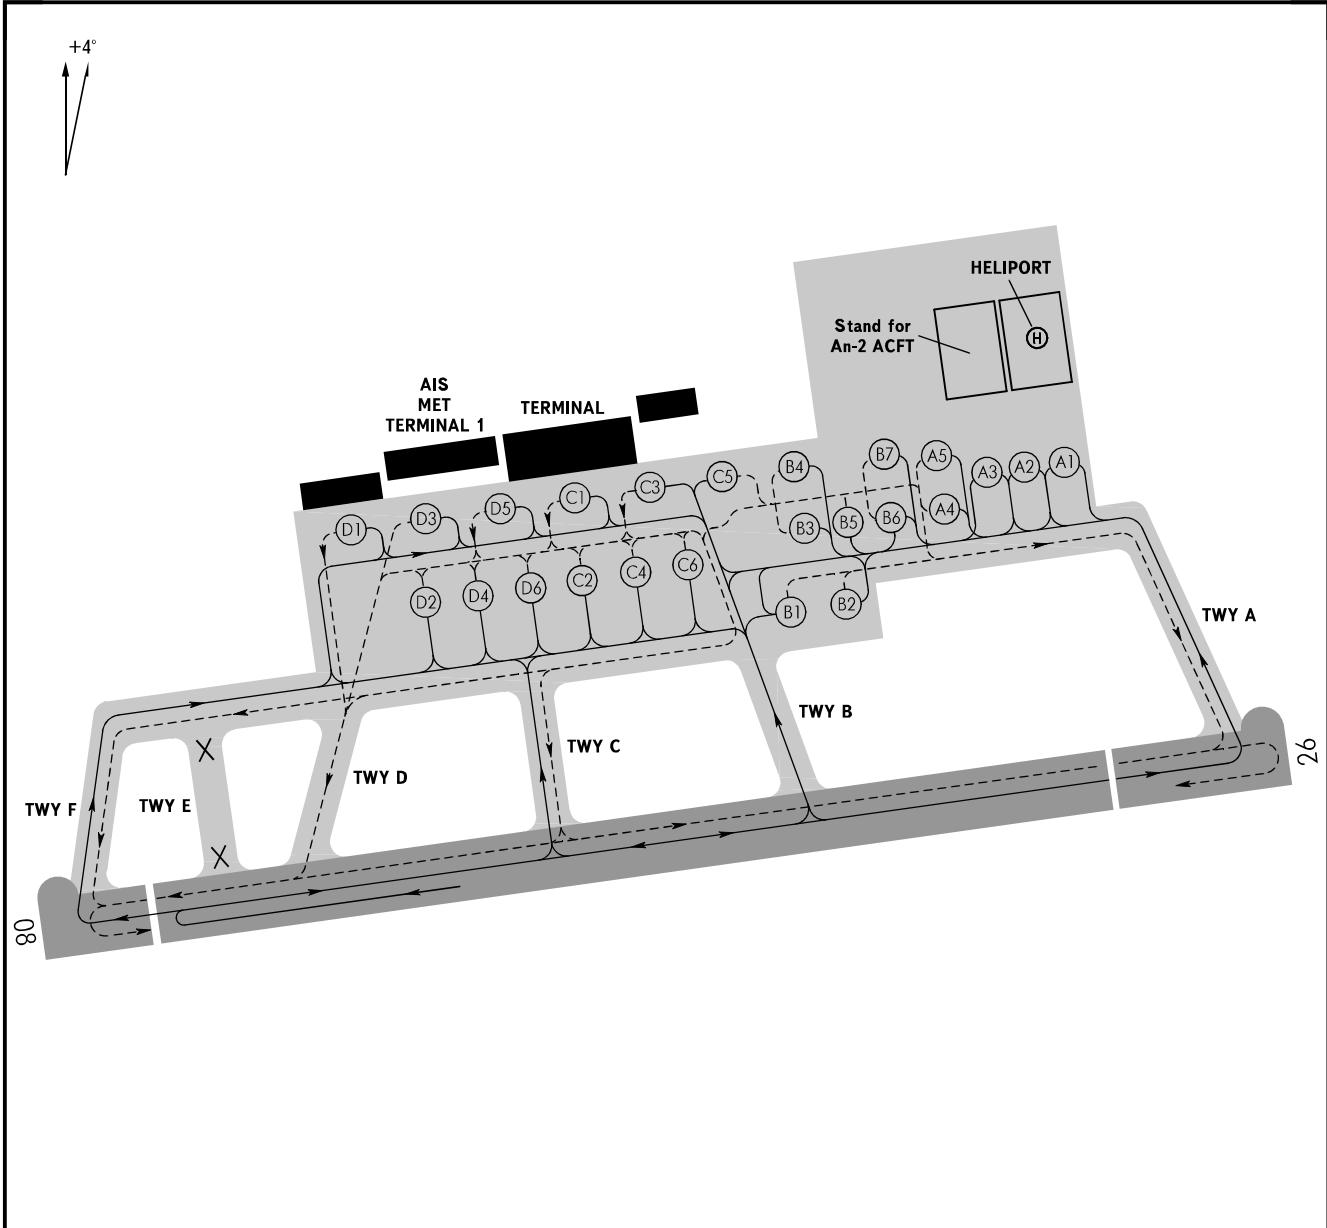 +4°
HELIPORT
H
Stand for
An-2 ACFT
AIS
MET
TERMINAL 1
TERMINAL
B7
A5
A3
A2
A1
C5
B4
C3
C1
D5
D3
D1
A4
B6
B5
B3
C6
C4
C2
D6
D4
D2
B1
B2
TWY A
TWY B
TWY C
TWY D
TWY E
TWY F
26
08